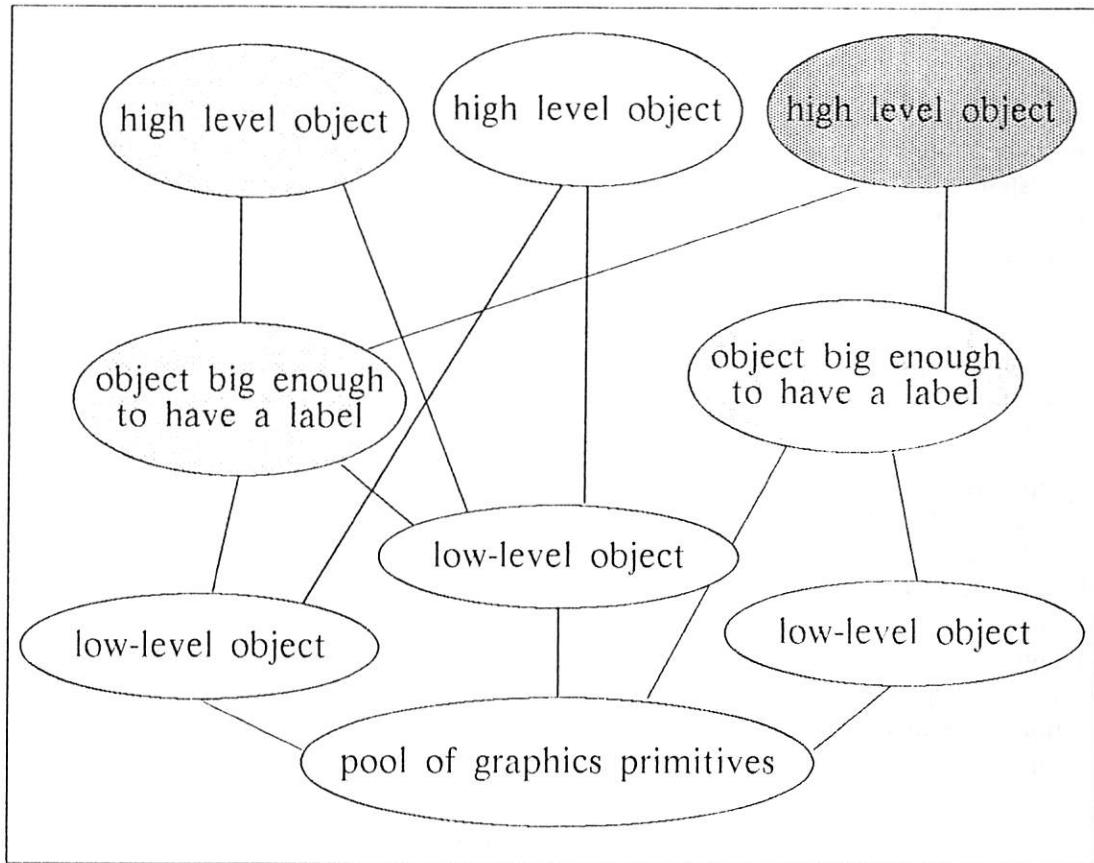 high level object
high level object
high level object
object big enough
to have a label
object big enough
to have a label
low-level object
low-level object
low-level object
pool of graphics primitives